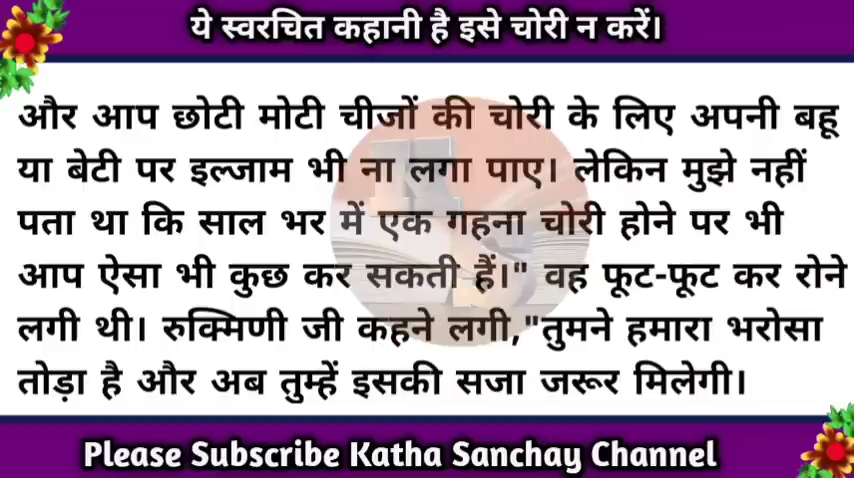 ये स्वरचित कहानी है इसे चोरी न करें।
और आप छोटी मोटी चीजों की चोरी के लिए अपनी बहू
या बेटी पर इल्जाम भी ना लगा पाए। लेकिन मुझे नहीं
पता था कि साल भर में एक गहना चोरी होने पर भी
आप ऐसा भी कुछ कर सकती हैं।" वह फूट-फूट कर रोने
लगी थी। रुक्मिणी जी कहने लगी,"तुमने हमारा भरोसा
तोड़ा है और अब तुम्हें इसकी सजा जरूर मिलेगी।
Please Subscribe Katha Sanchay Channel